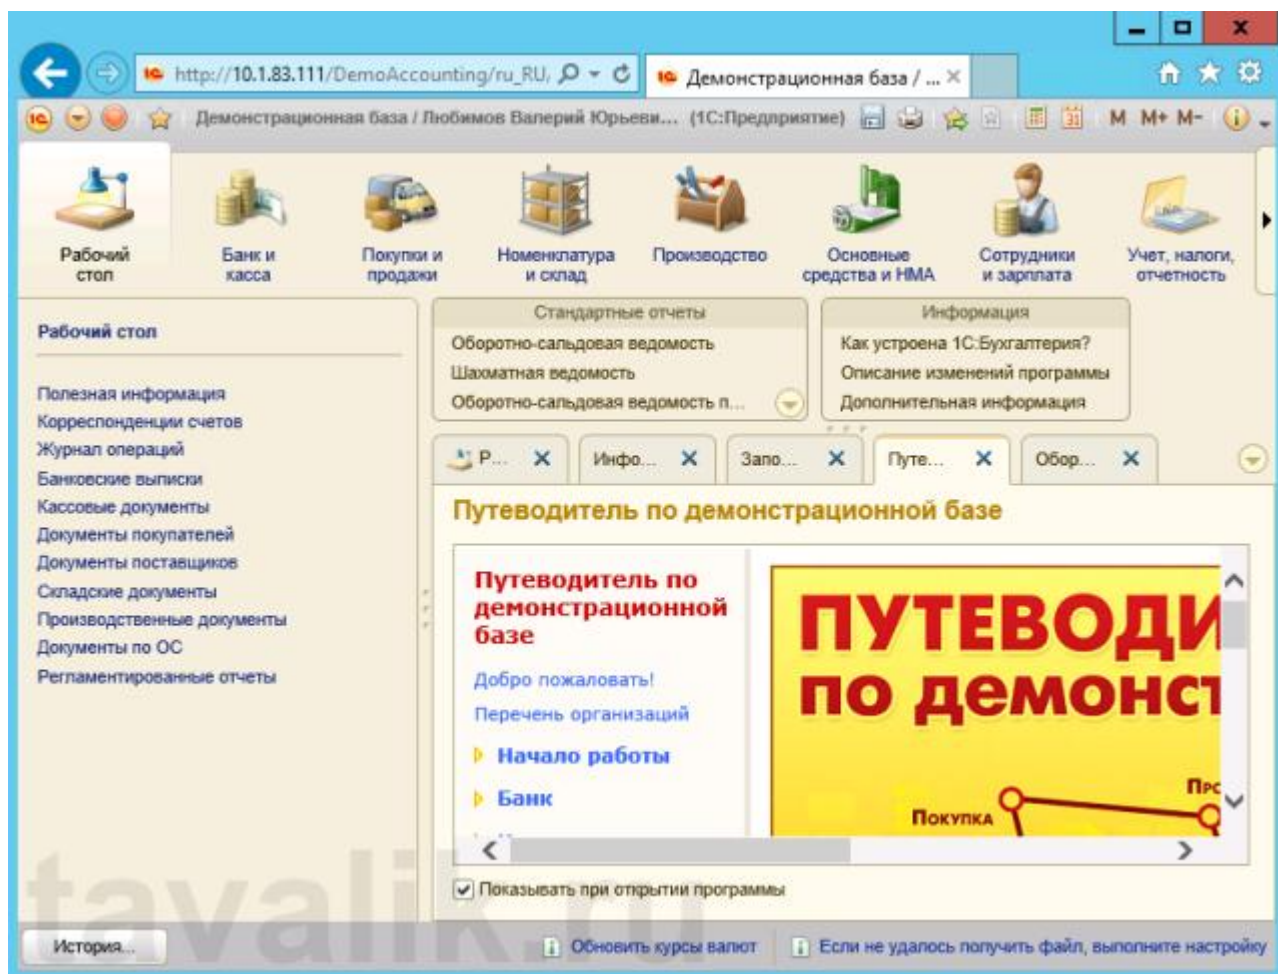 http://10.1.83.111/DemoAccounting/ru_RU,
Демонстрационная база / ...
Демонстрационная база / Любимов Валерий Юрьеви... (1С:Предприятие)
M M+ M-
Рабочий стол
Банк и касса
Покупки и продажи
Номенклатура и склад
Производство
Основные средства и НМА
Сотрудники и зарплата
Учет, налоги, отчетность
Рабочий стол
Полезная информация
Корреспонденции счетов
Журнал операций
Банковские выписки
Кассовые документы
Документы покупателей
Документы поставщиков
Складские документы
Производственные документы
Документы по ОС
Регламентированные отчеты
Стандартные отчеты
Оборотно-сальдовая ведомость
Шахматная ведомость
Оборотно-сальдовая ведомость п...
Информация
Как устроена 1С:Бухгалтерия?
Описание изменений программы
Дополнительная информация
Р...
Инфо...
Запо...
Путе...
Обор...
Путеводитель по демонстрационной базе
Путеводитель по
демонстрационной
базе
Добро пожаловать!
Перечень организаций
Начало работы
Банк
ПУТЕВОДИ
по демонст
Покупка
Про
Показывать при открытии программы
tavalik.ru
История...
Обновить курсы валют
Если не удалось получить файл, выполните настройку